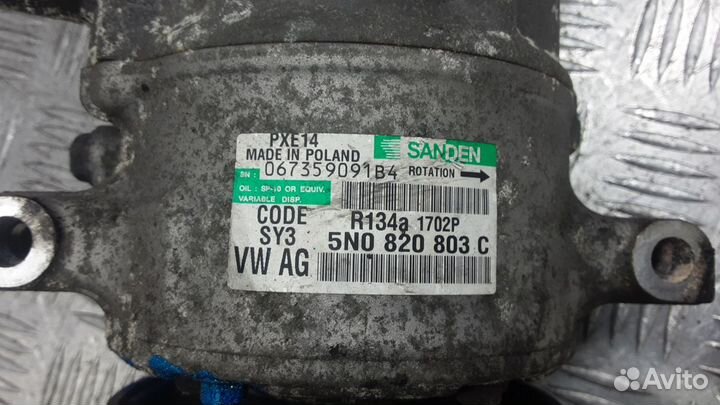 PXE14
SANDEN
MADE IN POLAND
SN: 067359091B4 ROTATION
OIL: SP-10 OR EQUIV.
VARIABLE DISP.
CODE R134a 1702P
SY3 5N0 820 803 C
VW AG
Avito